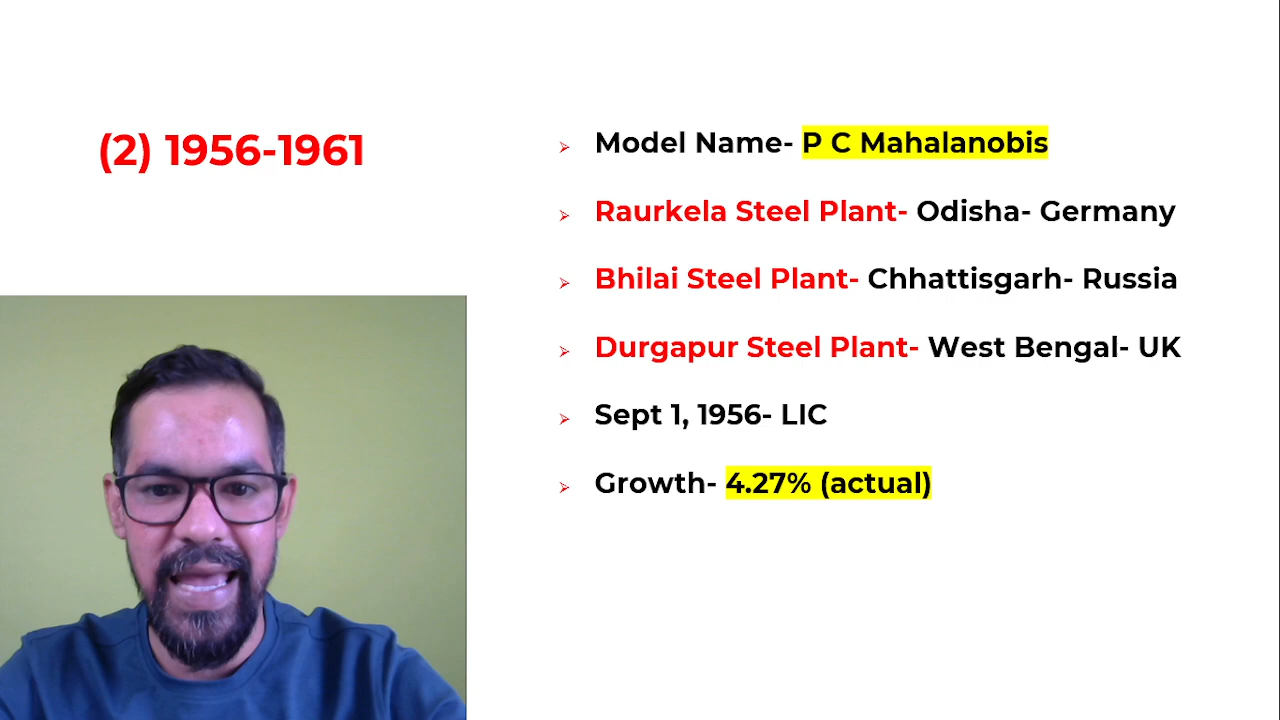 (2) 1956-1961
Model Name- P C Mahalanobis
Raurkela Steel Plant- Odisha- Germany
Bhilai Steel Plant- Chhattisgarh- Russia
Durgapur Steel Plant- West Bengal- UK
Sept 1, 1956- LIC
Growth- 4.27% (actual)